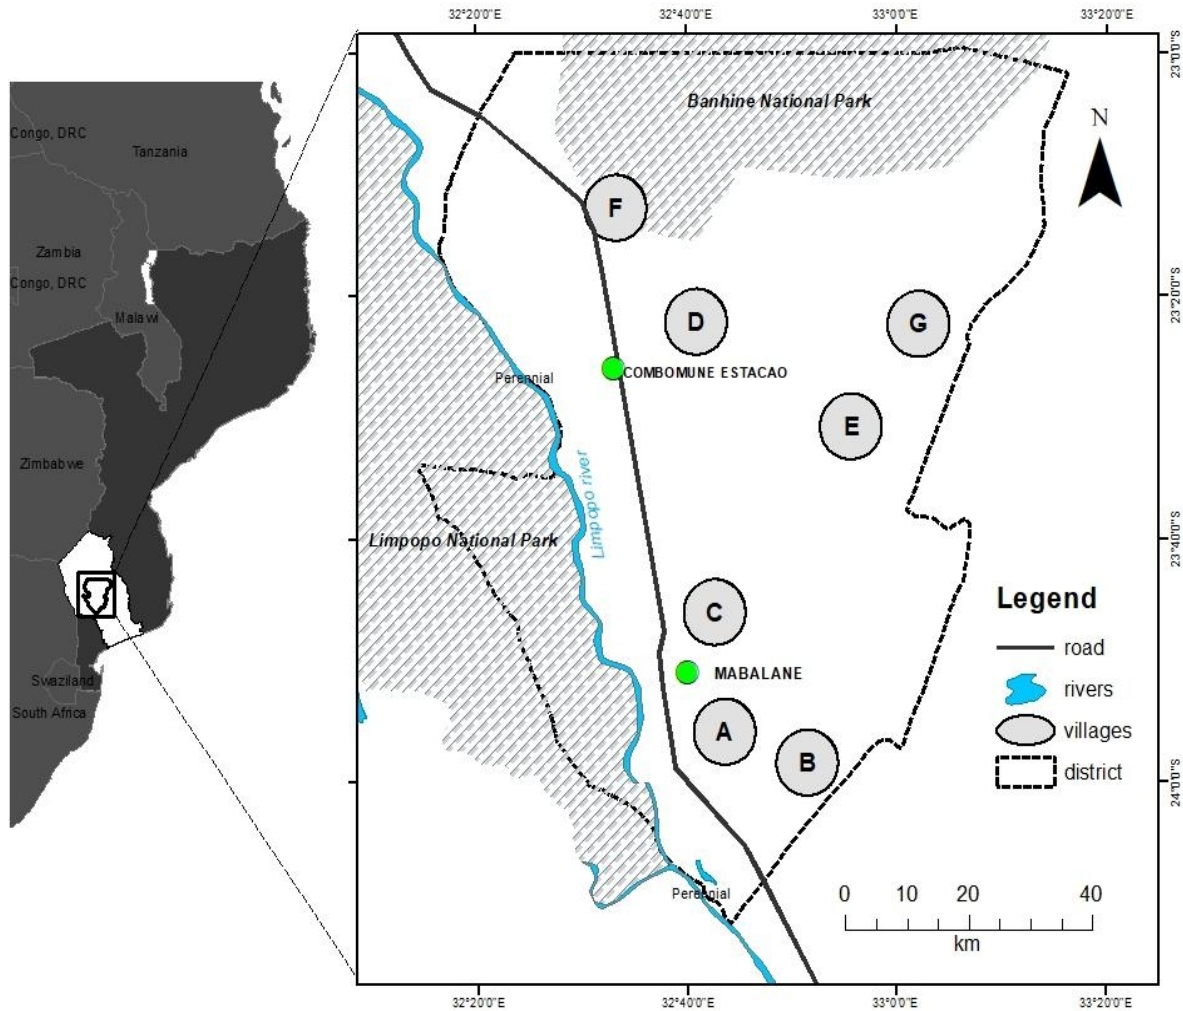 32°20'0"E
32°40'0"E
33°0'0"E
33°20'0"E
23°0'0"S
Banhine National Park
N
Congo, DRC
Tanzania
F
Zambia
Congo, DRC
Malawi
D
G
23°20'0"S
COMBOMUNE ESTACAO
Perennial
E
Zimbabwe
Limpopo river
Limpopo National Park
23°40'0"S
C
Legend
road
MABALANE
rivers
Swaziland
South Africa
A
villages
B
district
24°0'0"S
Perennial
0 10 20 40
km
32°20'0"E
32°40'0"E
33°0'0"E
33°20'0"E